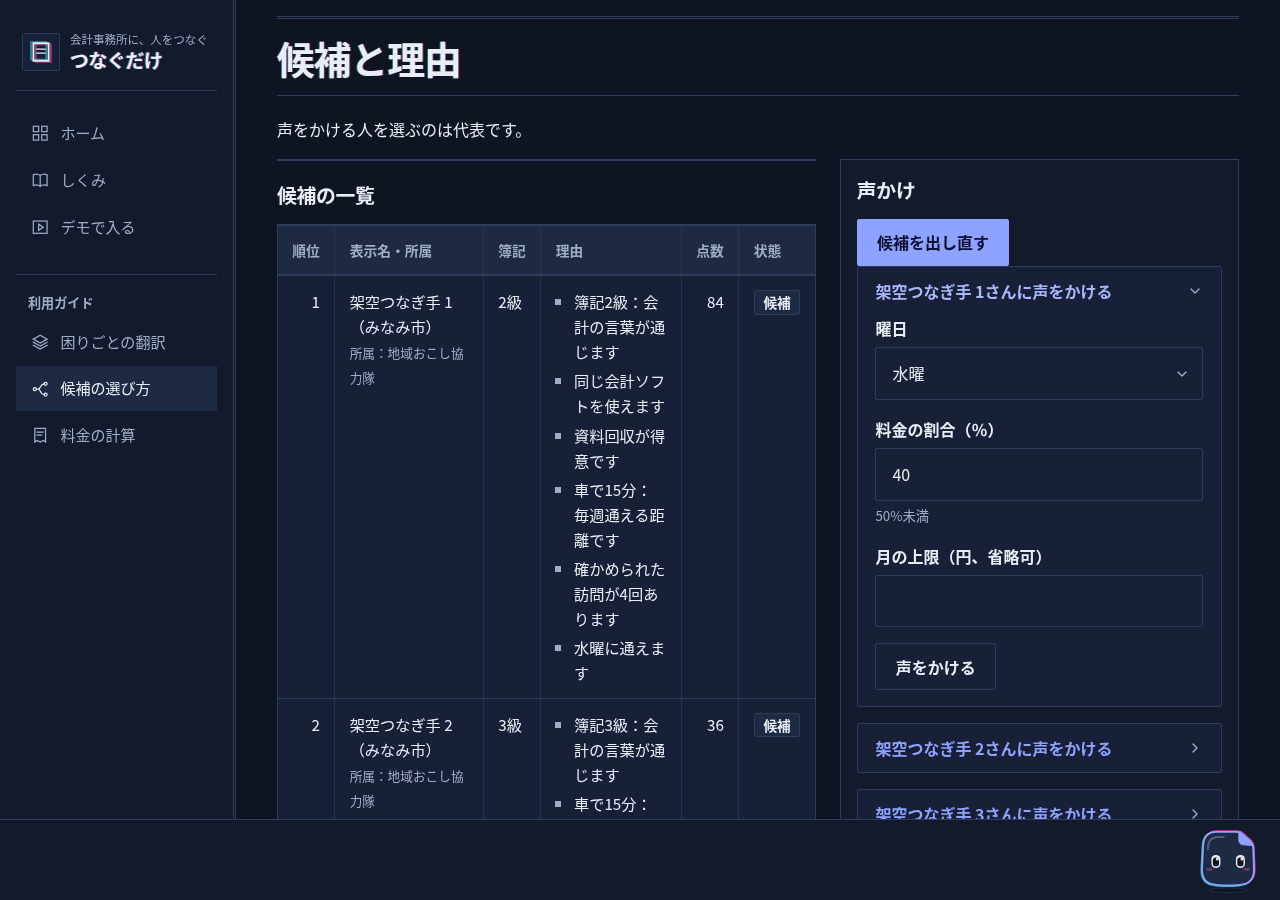 会計事務所に、人をつなぐ
つなぐだけ
ホーム
しくみ
デモで入る
利用ガイド
困りごとの翻訳
候補の選び方
料金の計算
候補と理由
声をかける人を選ぶのは代表です。
候補の一覧
順位 表示名・所属 簿記 理由 点数 状態
1 架空つなぎ手 1 2級 簿記2級：会 84 候補
（みなみ市） 計の言葉が通
所属：地域おこし協 じます
力隊
同じ会計ソフ
トを使えます
資料回収が得
意です
車で15分：
毎週通える距
離です
確かめられた
訪問が4回あ
ります
水曜に通えま
す
2 架空つなぎ手 2 3級 簿記3級：会 36 候補
（みなみ市） 計の言葉が通
所属：地域おこし協 じます
力隊 車で15分：
声かけ
候補を出し直す
架空つなぎ手 1さんに声をかける
曜日
水曜
料金の割合（%）
40
50%未満
月の上限（円、省略可）
声をかける
架空つなぎ手 2さんに声をかける
架空つなぎ手 3さんに声をかける